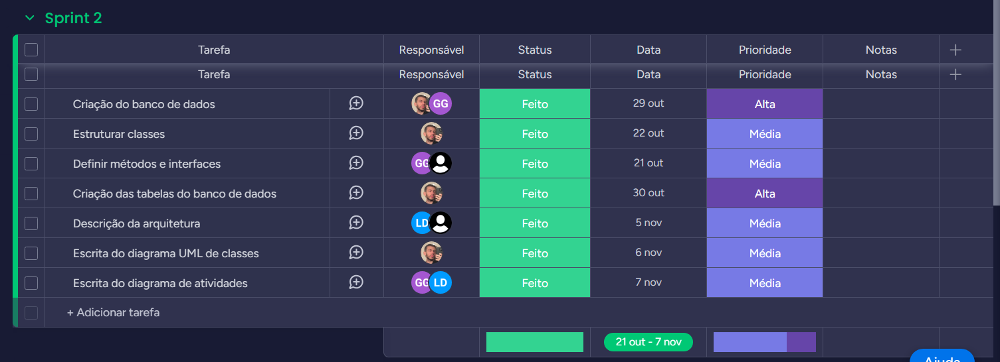 Sprint 2
Tarefa Responsável Status Data Prioridade Notas
Tarefa Responsável Status Data Prioridade Notas
Criação do banco de dados GG Feito 29 out Alta
Estruturar classes Feito 22 out Média
Definir métodos e interfaces GG Feito 21 out Média
Criação das tabelas do banco de dados Feito 30 out Alta
Descrição da arquitetura LD Feito 5 nov Média
Escrita do diagrama UML de classes Feito 6 nov Média
Escrita do diagrama de atividades GG LD Feito 7 nov Média
+ Adicionar tarefa
21 out - 7 nov
Ajuda